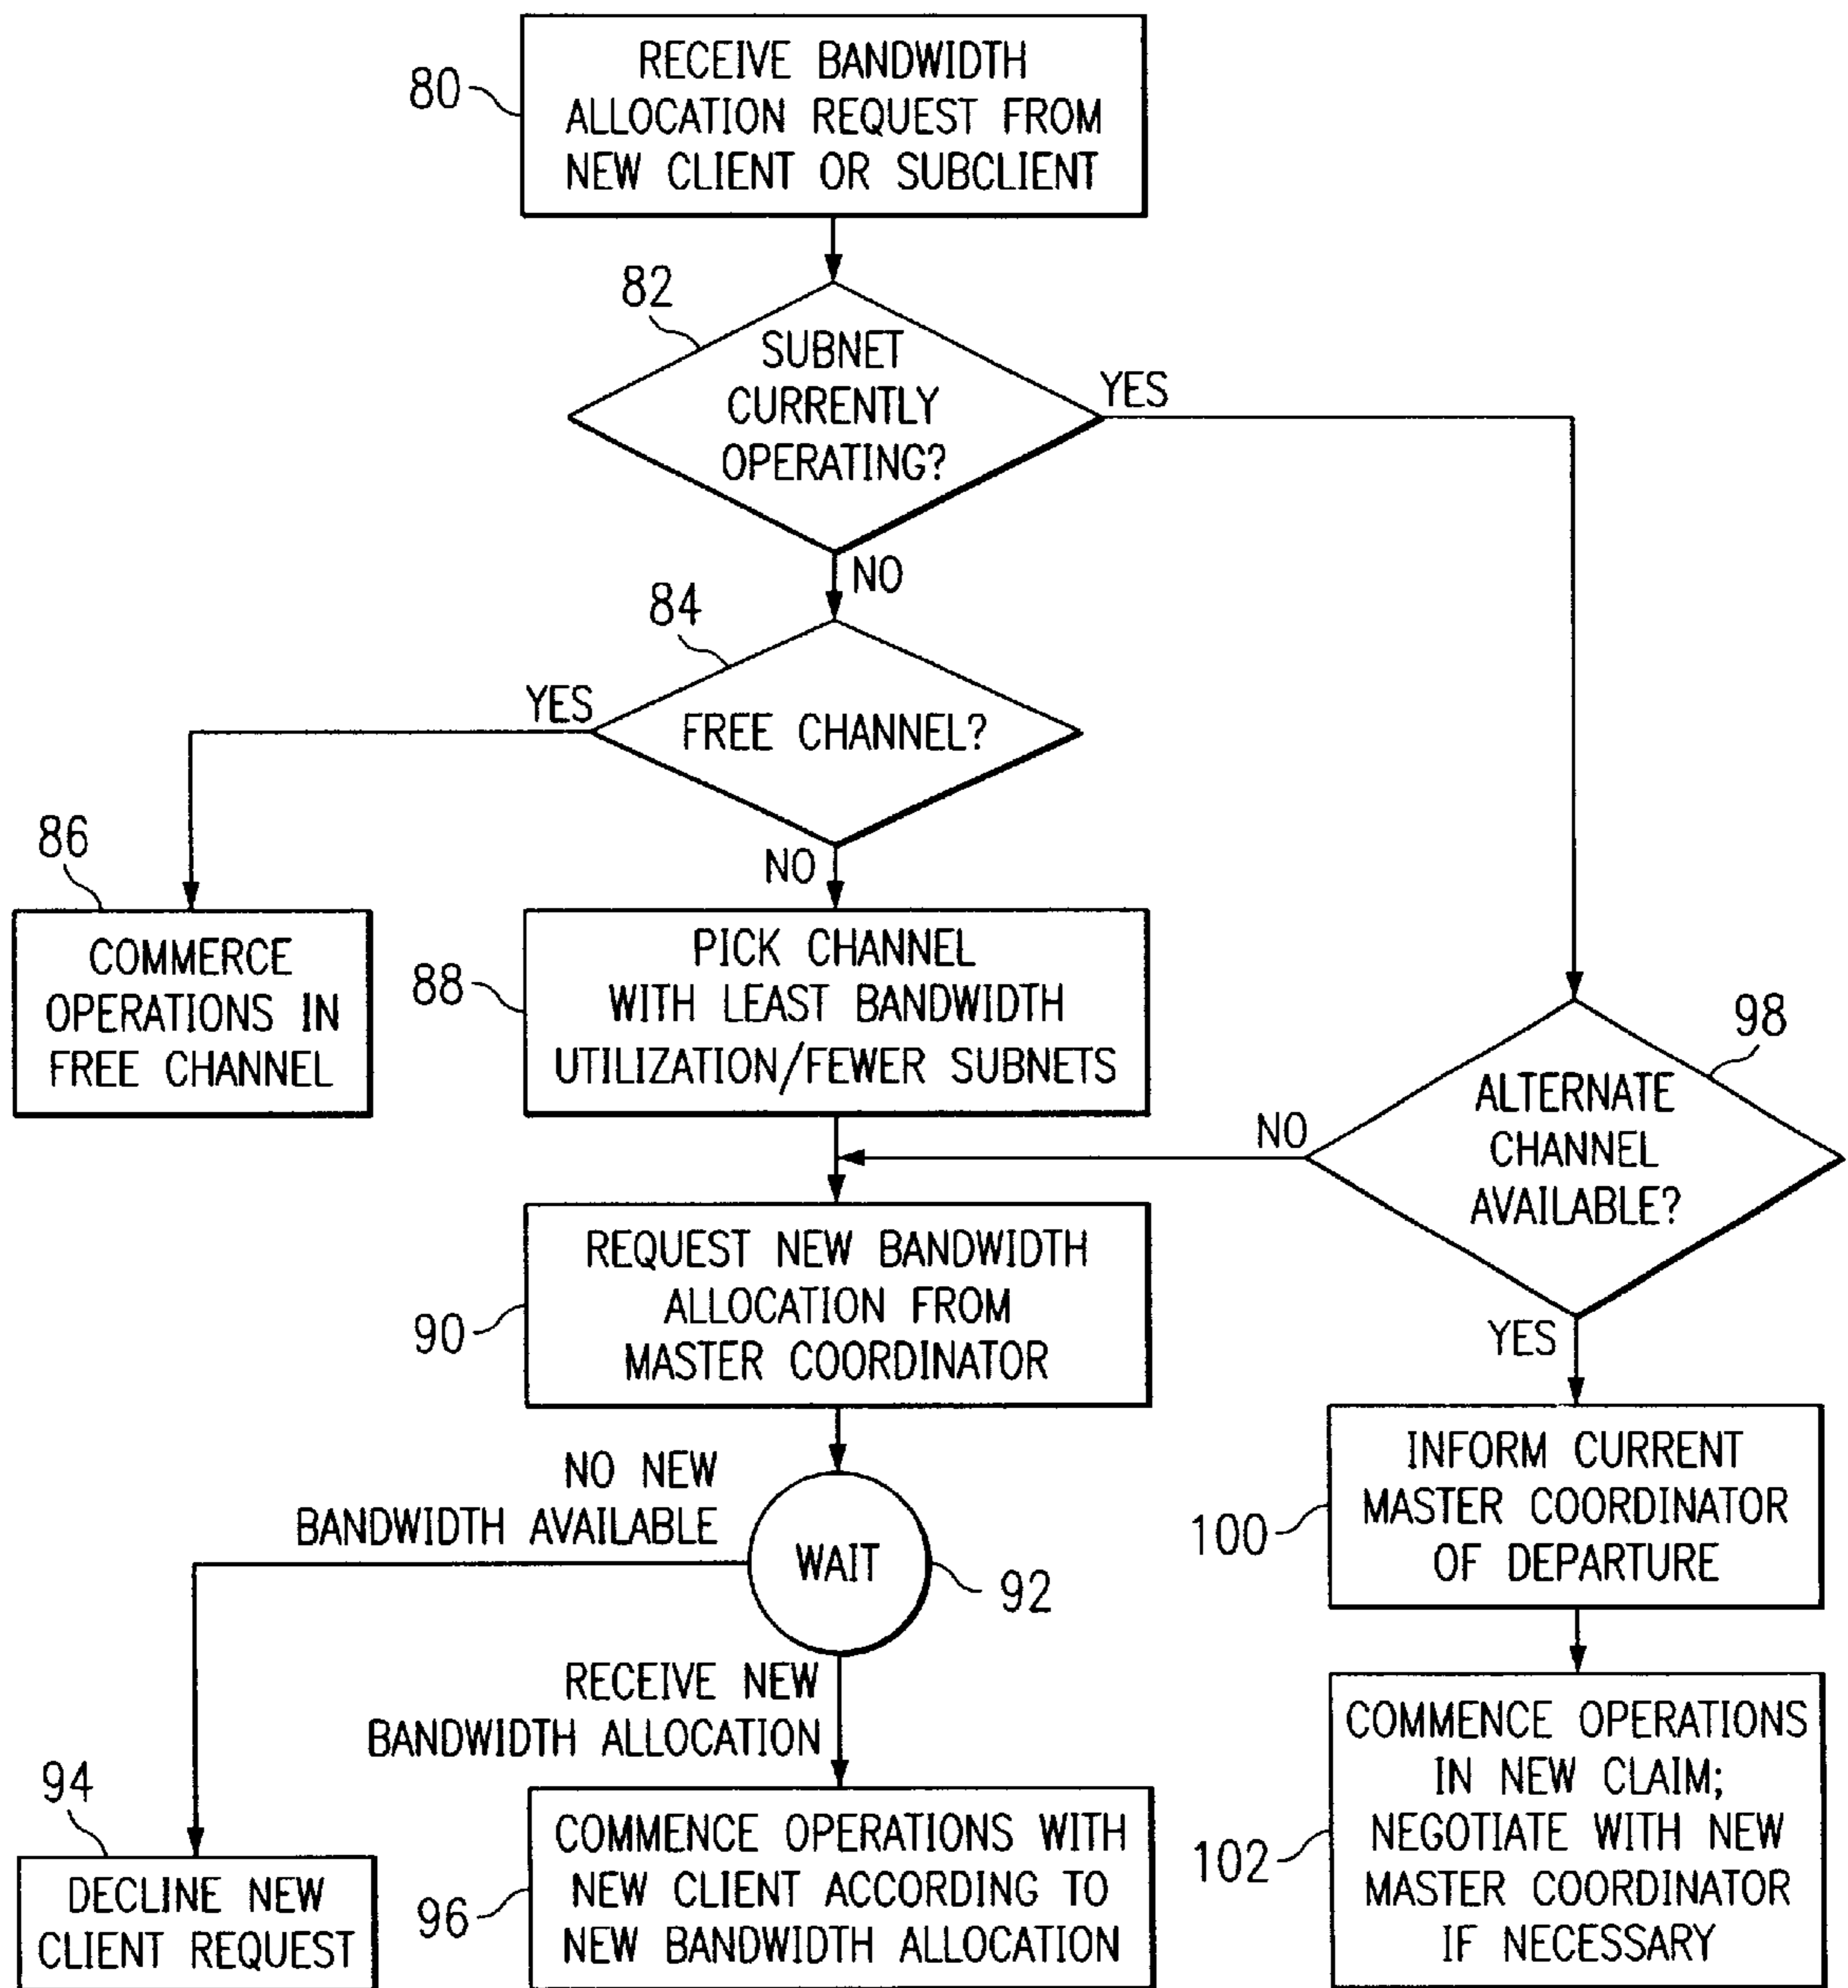 80
RECEIVE BANDWIDTH
ALLOCATION REQUEST FROM
NEW CLIENT OR SUBCLIENT
82
SUBNET
CURRENTLY
OPERATING?
YES
NO
84
YES
FREE CHANNEL?
NO
86
COMMERCE
OPERATIONS IN
FREE CHANNEL
88
PICK CHANNEL
WITH LEAST BANDWIDTH
UTILIZATION/FEWER SUBNETS
98
ALTERNATE
CHANNEL
AVAILABLE?
NO
YES
90
REQUEST NEW BANDWIDTH
ALLOCATION FROM
MASTER COORDINATOR
NO NEW
BANDWIDTH AVAILABLE
WAIT
92
RECEIVE NEW
BANDWIDTH ALLOCATION
100
INFORM CURRENT
MASTER COORDINATOR
OF DEPARTURE
94
DECLINE NEW
CLIENT REQUEST
96
COMMENCE OPERATIONS WITH
NEW CLIENT ACCORDING TO
NEW BANDWIDTH ALLOCATION
102
COMMENCE OPERATIONS
IN NEW CLAIM;
NEGOTIATE WITH NEW
MASTER COORDINATOR
IF NECESSARY